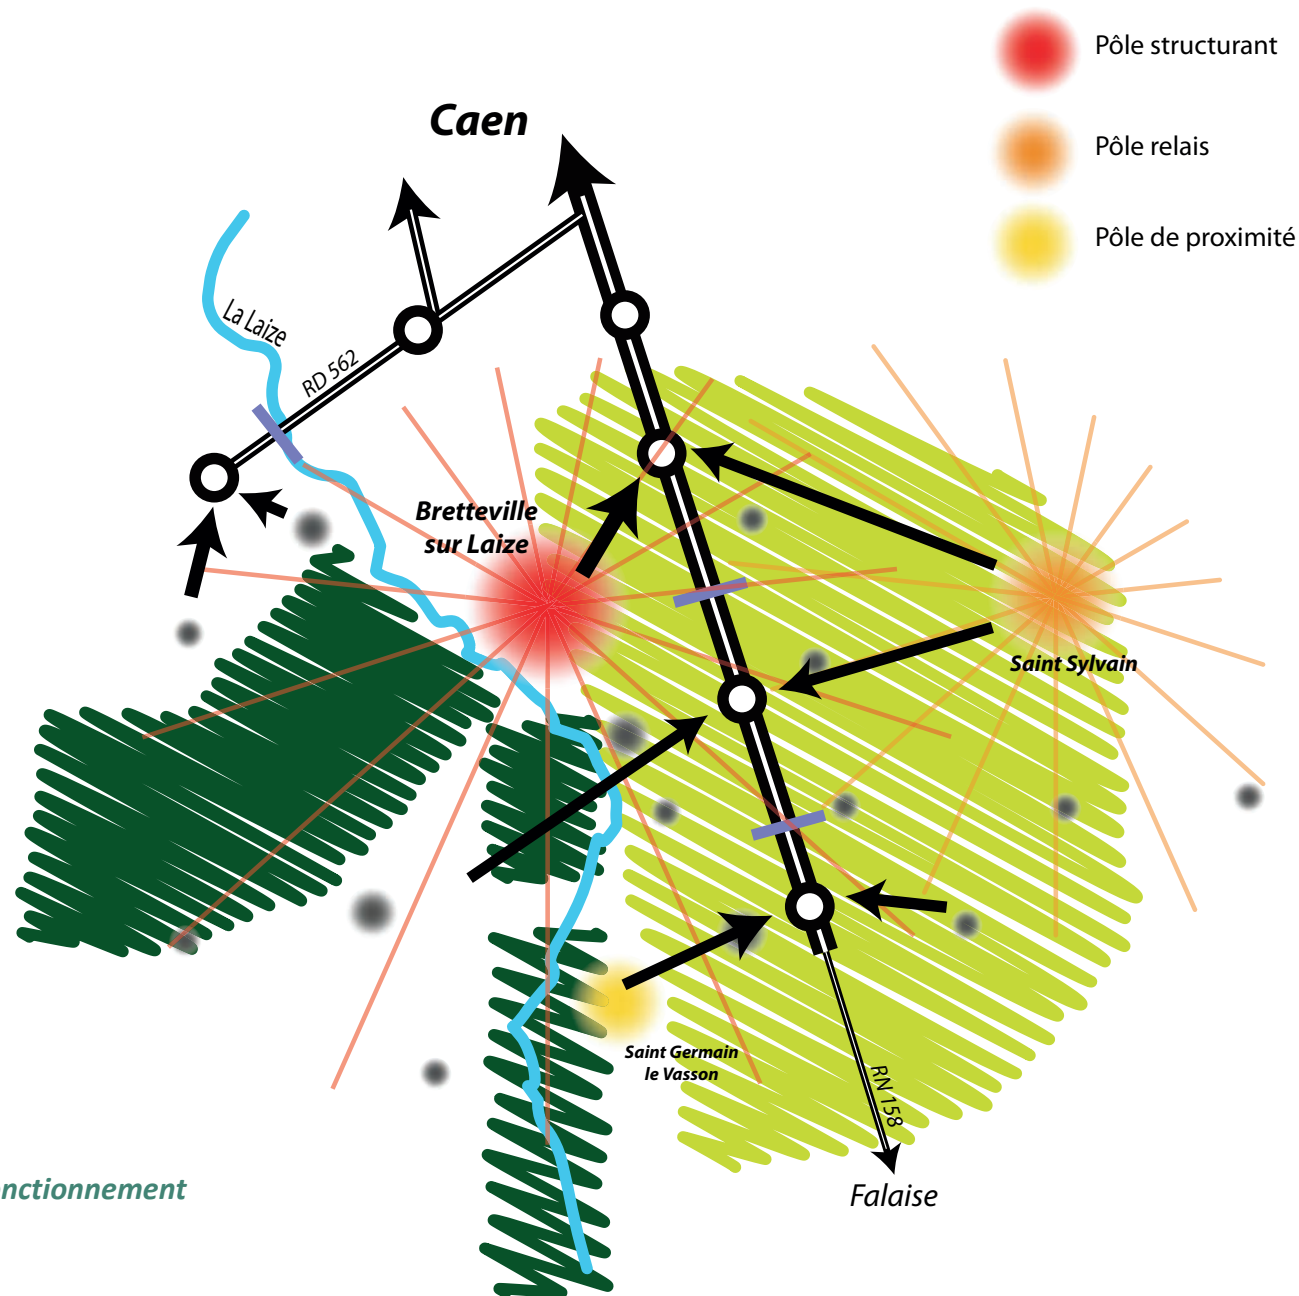 Pôle structurant
Pôle relais
Pôle de proximité
Caen
La Laize
RD 562
Bretteville
sur Laize
Saint Sylvain
Saint Germain
le Vasson
RN 158
Falaise
nctionnement